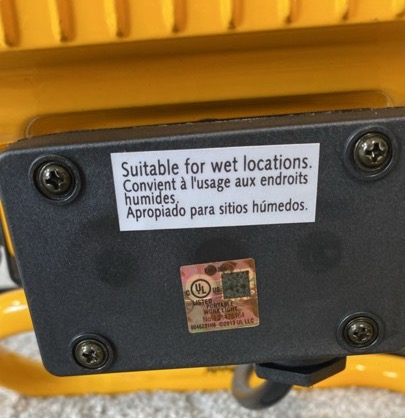 Suitable for wet locations.
Convient à l'usage aux endroits
humides.
Apropiado para sitios húmedos.
C UL US
LISTED
PORTABLE
WORK LIGHT
©2013 UL LLC